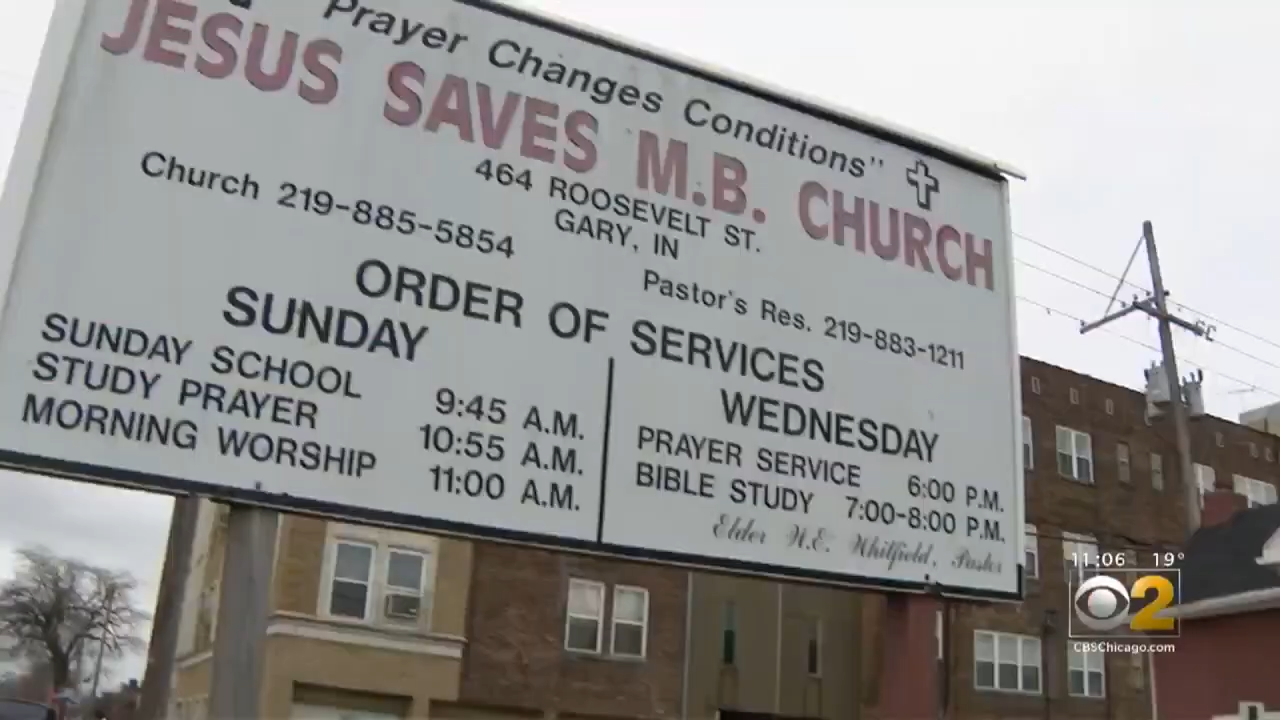 Prayer Changes Conditions"
JESUS SAVES M.B. CHURCH
464 ROOSEVELT ST.
GARY, IN
Church 219-885-5854
Pastor's Res. 219-883-1211
ORDER OF SERVICES
SUNDAY
SUNDAY SCHOOL 9:45 A.M.
STUDY PRAYER 10:55 A.M.
MORNING WORSHIP 11:00 A.M.
WEDNESDAY
PRAYER SERVICE 6:00 P.M.
BIBLE STUDY 7:00-8:00 P.M.
Elder W.E. Whitfield, Pastor
11:06 19°
2
CBSChicago.com